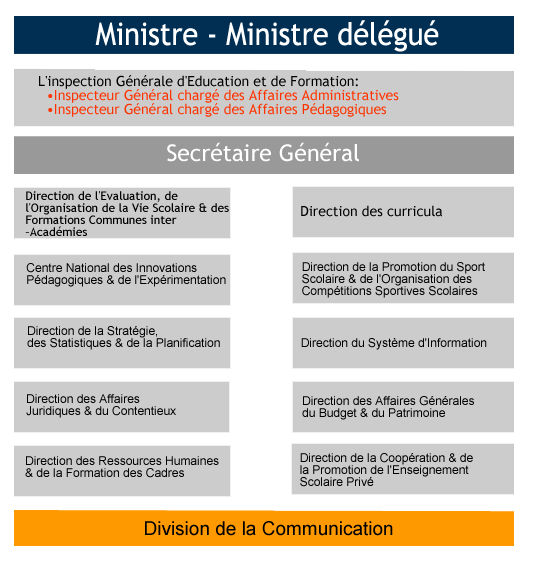 Ministre - Ministre délégué
L'inspection Générale d'Education et de Formation:
•Inspecteur Général chargé des Affaires Administratives
•Inspecteur Général chargé des Affaires Pédagogiques
Secrétaire Général
Direction de l'Evaluation, de
l'Organisation de la Vie Scolaire & des
Formations Communes inter
-Académies
Direction des curricula
Centre National des Innovations
Pédagogiques & de l'Expérimentation
Direction de la Promotion du Sport
Scolaire & de l'Organisation des
Compétitions Sportives Scolaires
Direction de la Stratégie,
des Statistiques & de la Planification
Direction du Système d'Information
Direction des Affaires
Juridiques & du Contentieux
Direction des Affaires Générales
du Budget & du Patrimoine
Direction des Ressources Humaines
& de la Formation des Cadres
Direction de la Coopération & de
la Promotion de l'Enseignement
Scolaire Privé
Division de la Communication